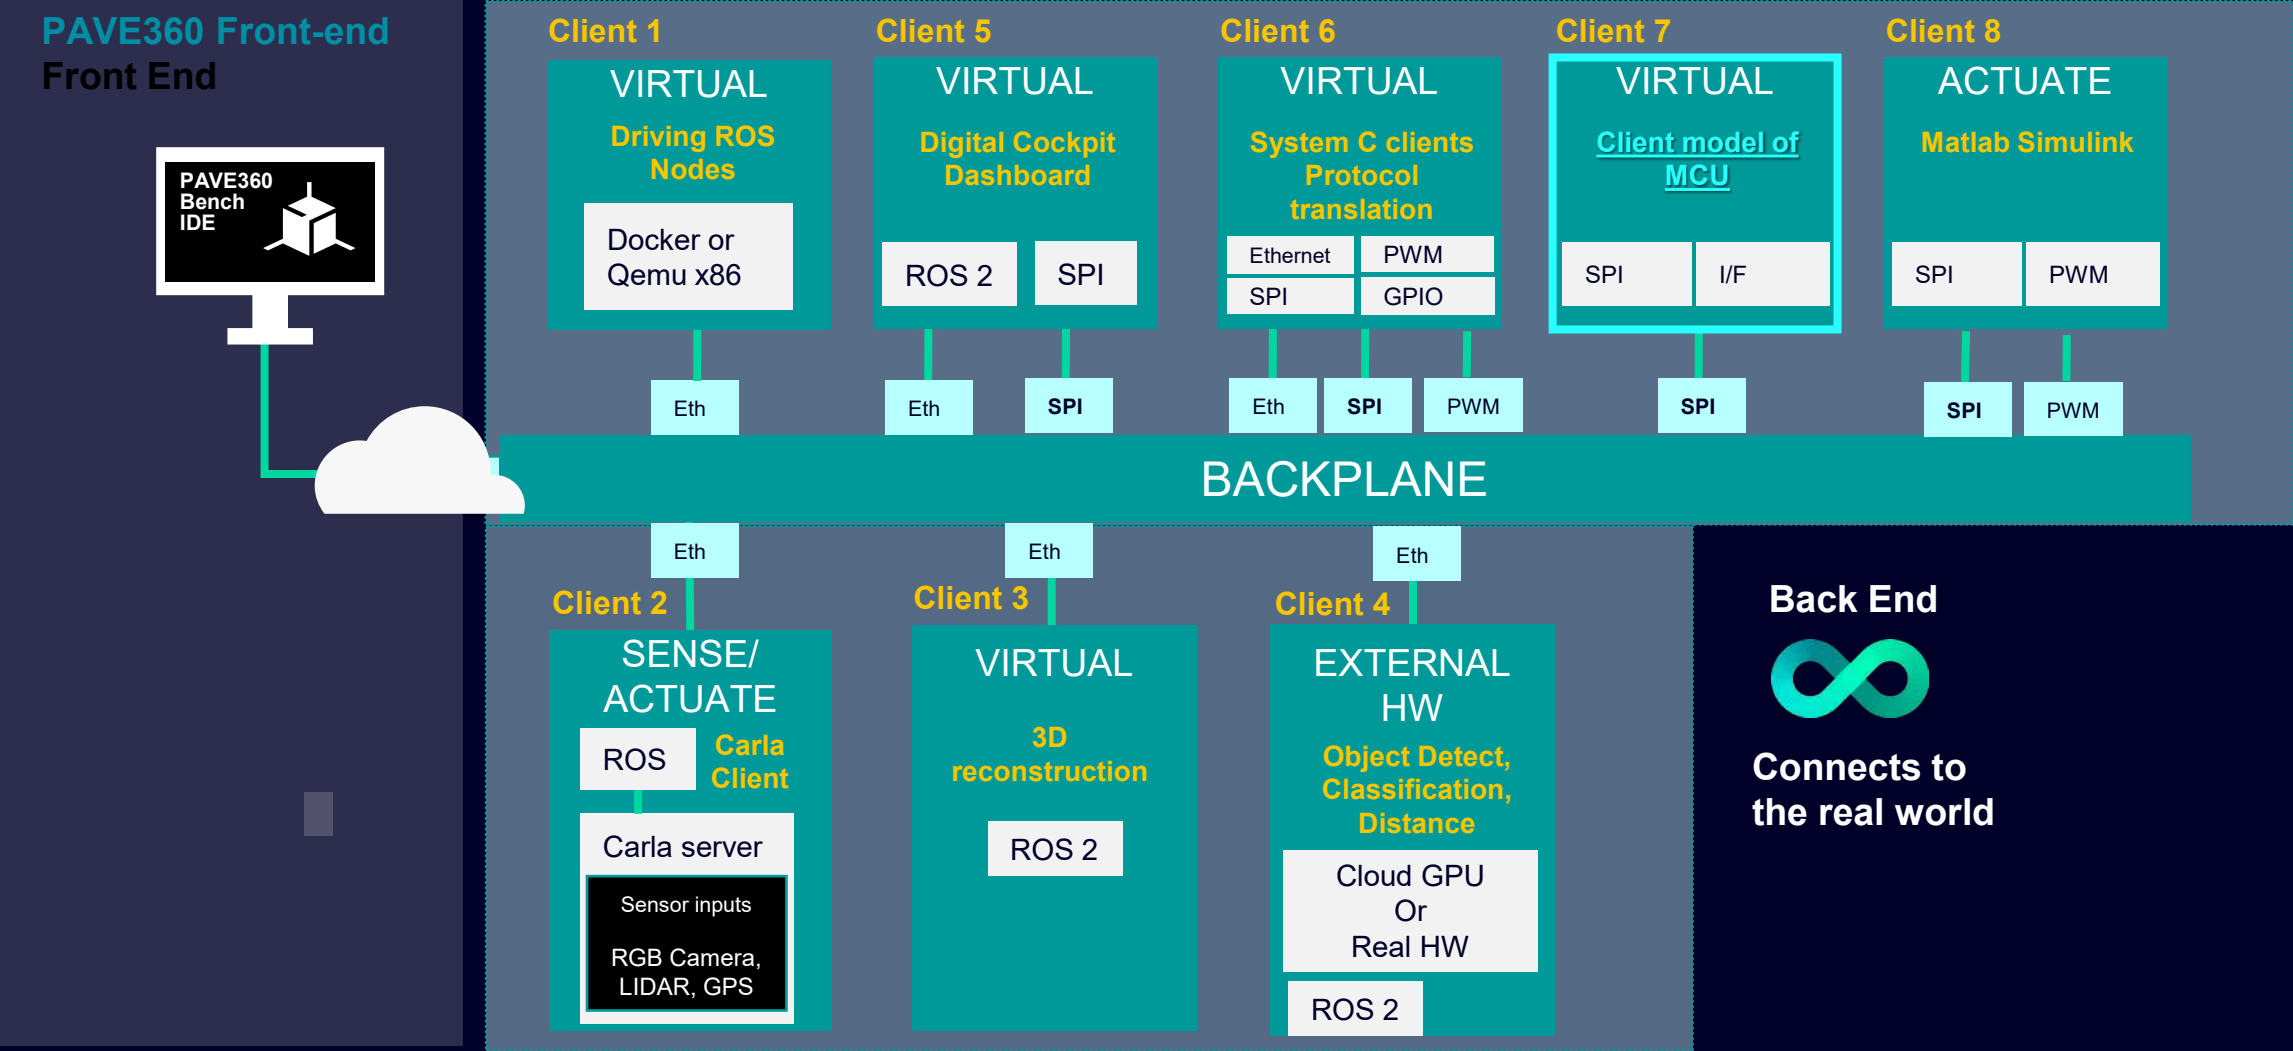 PAVE360 Front-end
Front End
PAVE360
Bench
IDE
Client 1
VIRTUAL
Driving ROS
Nodes
Docker or
Qemu x86
Eth
Client 5
VIRTUAL
Digital Cockpit
Dashboard
ROS 2
SPI
Eth
SPI
Client 6
VIRTUAL
System C clients
Protocol
translation
Ethernet
PWM
SPI
GPIO
Eth
SPI
PWM
Client 7
VIRTUAL
Client model of
MCU
SPI
I/F
SPI
Client 8
ACTUATE
Matlab Simulink
SPI
PWM
SPI
PWM
BACKPLANE
Eth
Client 2
SENSE/
ACTUATE
ROS
Carla
Client
Carla server
Sensor inputs
RGB Camera,
LIDAR, GPS
Eth
Client 3
VIRTUAL
3D
reconstruction
ROS 2
Eth
Client 4
EXTERNAL
HW
Object Detect,
Classification,
Distance
Cloud GPU
Or
Real HW
ROS 2
Back End
Connects to
the real world